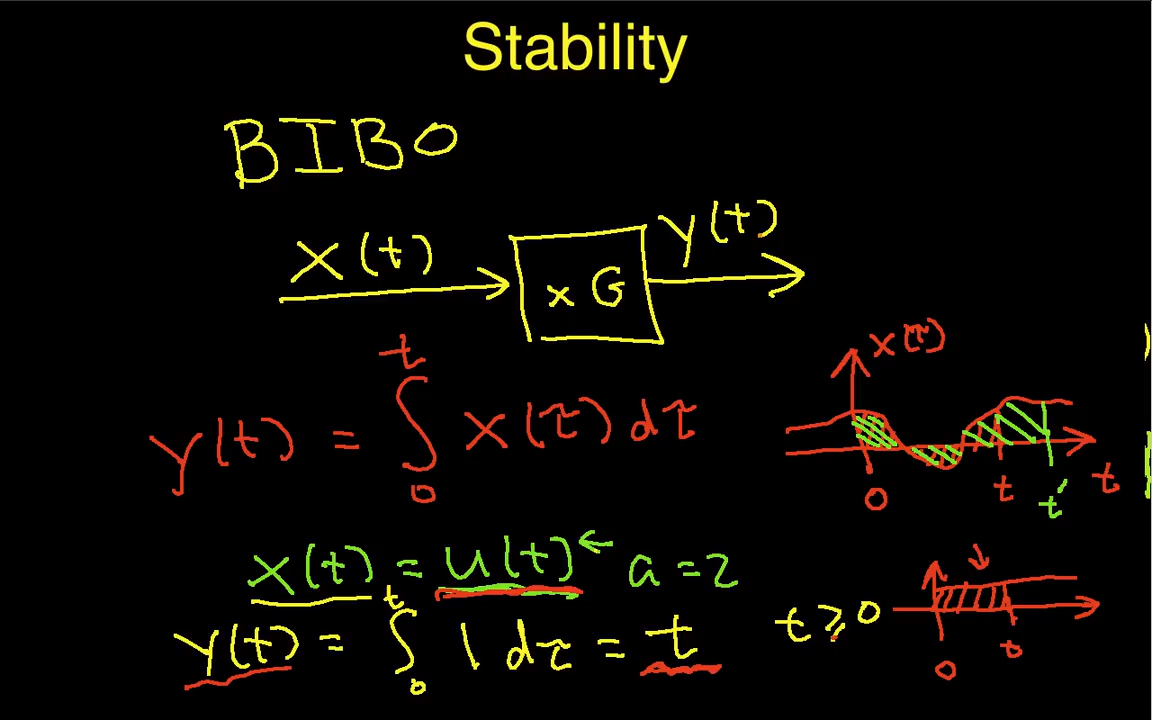 Stability
BIBO
X(t) x G y(t)
X(τ)
y(t) = ∫₀ᵗ X(τ) dτ
0 t t' t
X(t) = u(t) ← a = 2
y(t) = ∫₀ᵗ 1 dτ = t t ≥ 0
0 t